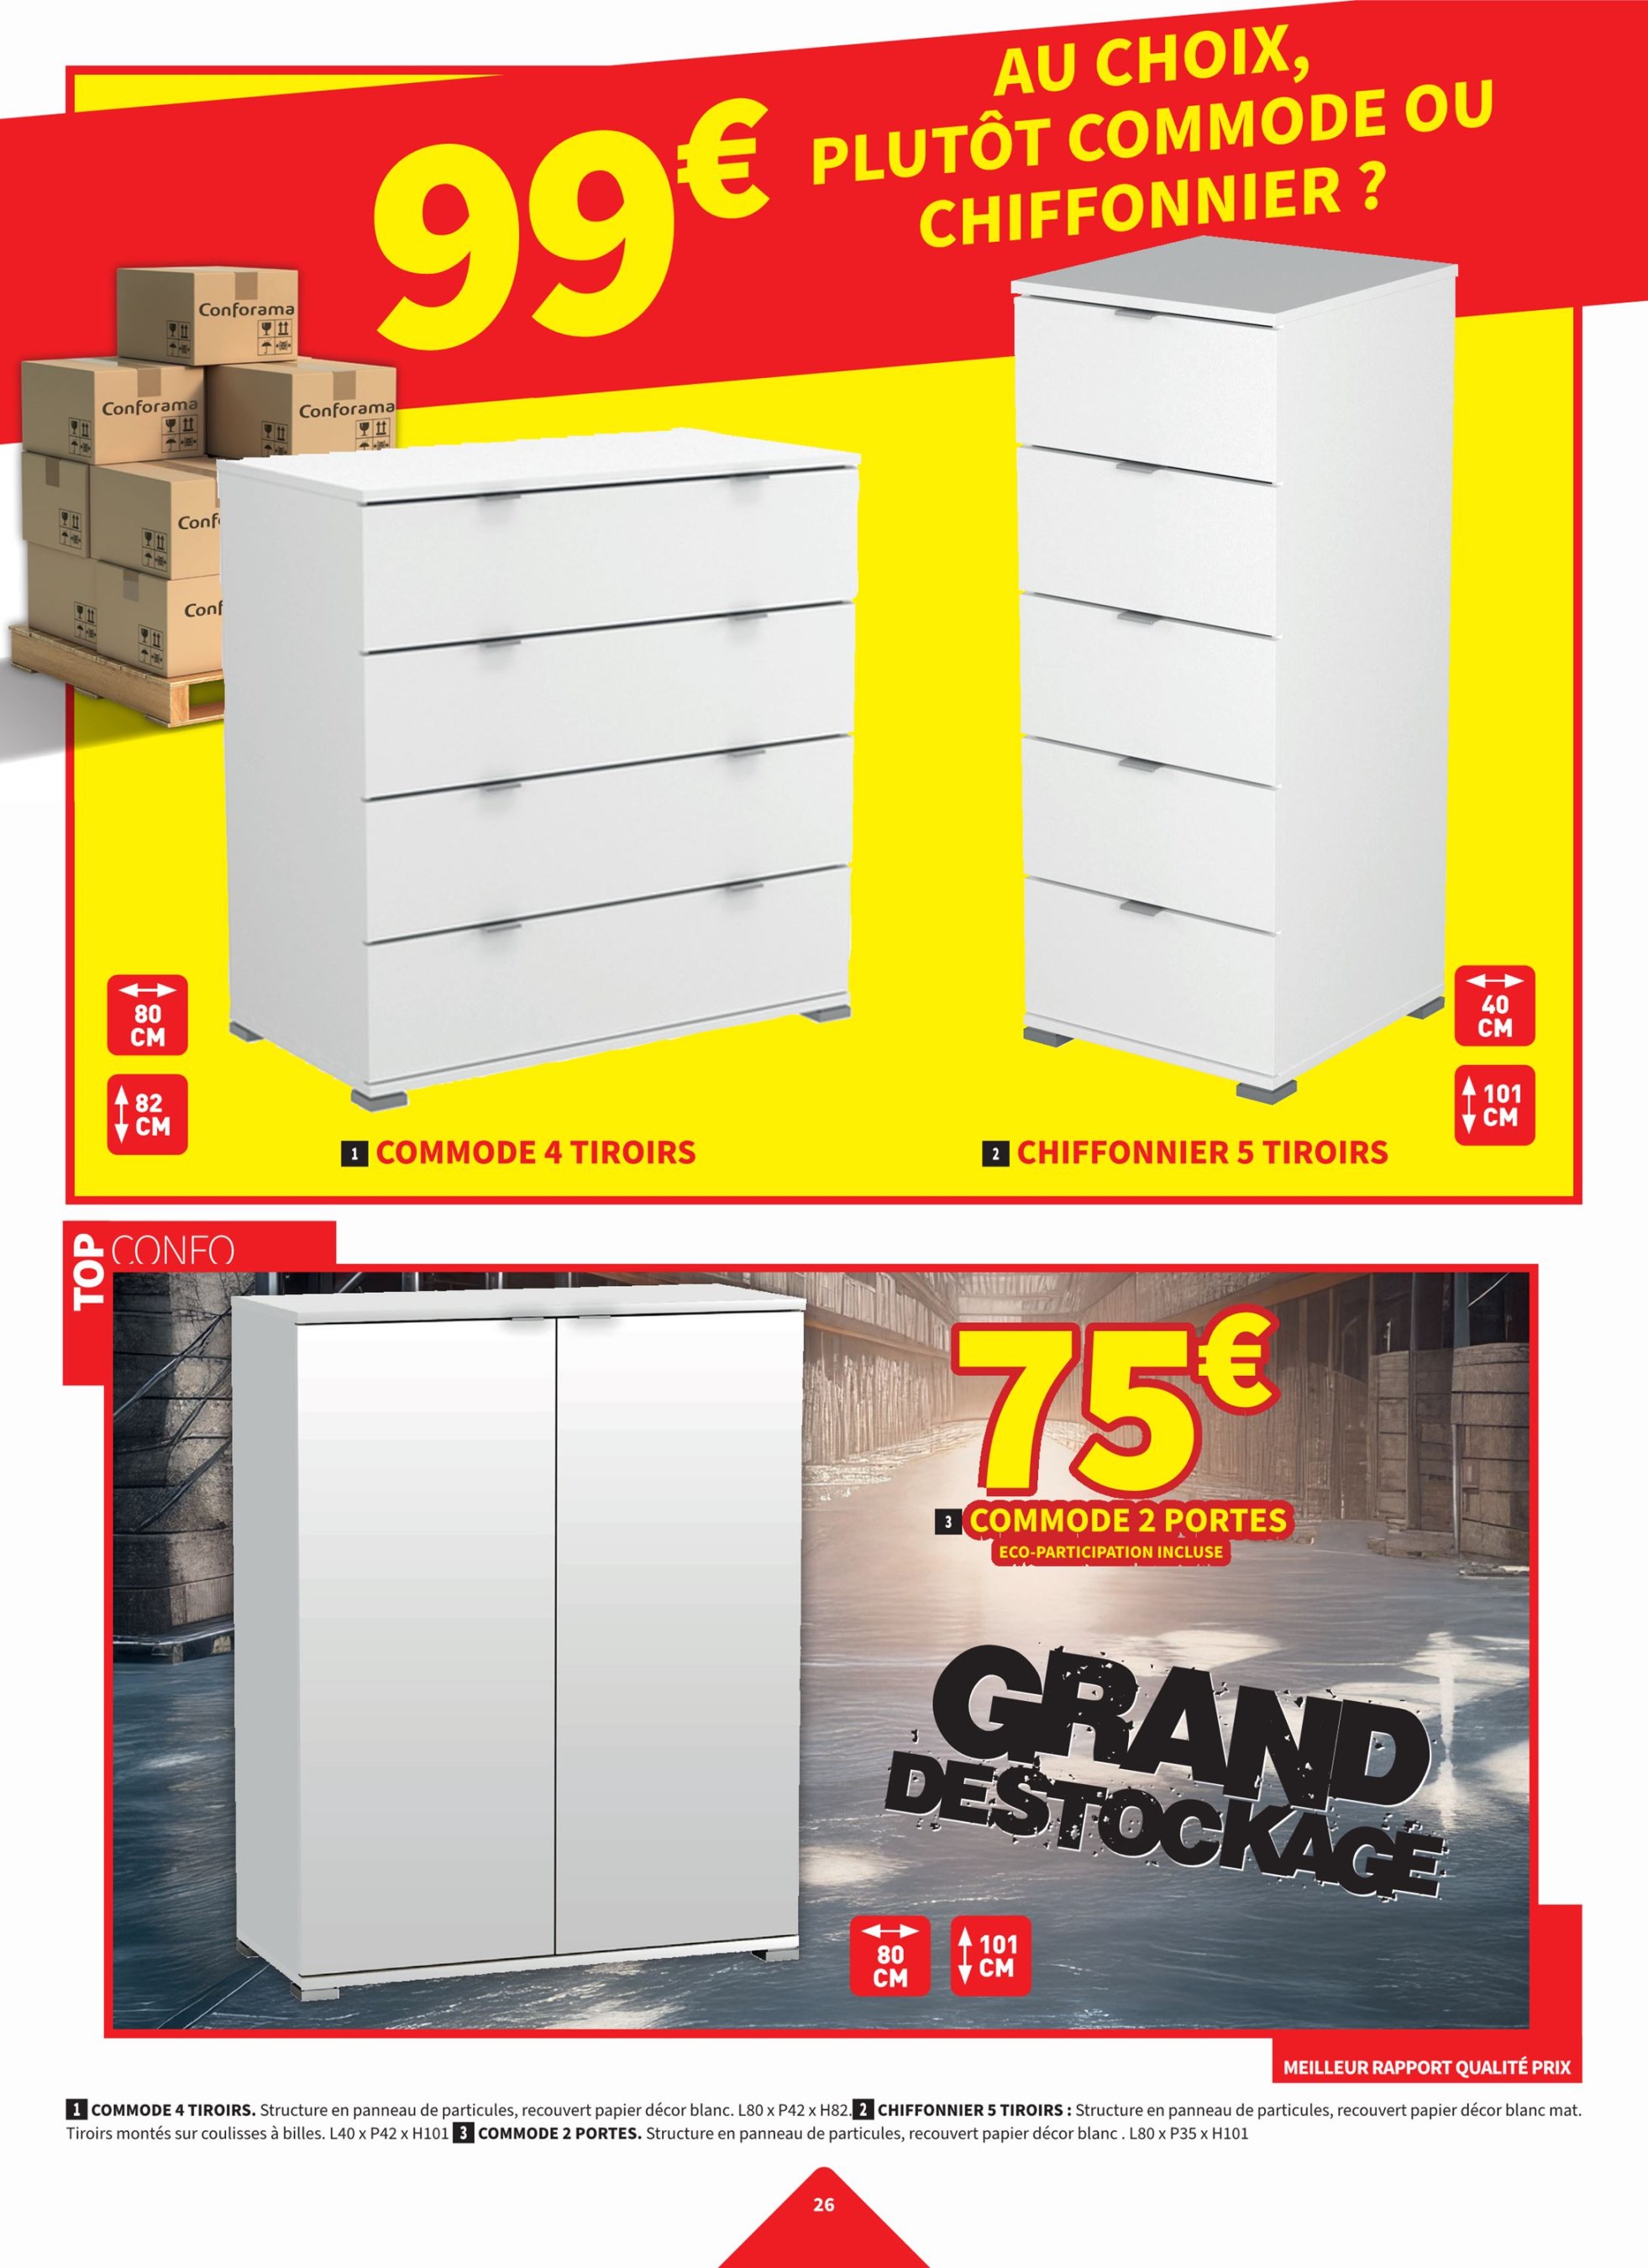 AU CHOIX,
PLUTÔT COMMODE OU
CHIFFONNIER ?
99€
Conforama
Conforama
Conforama
Conf
Conf
80
CM
82
CM
40
CM
101
CM
1 COMMODE 4 TIROIRS
2 CHIFFONNIER 5 TIROIRS
TOP CONFO
75€
3 COMMODE 2 PORTES
ECO-PARTICIPATION INCLUSE
GRAND
DESTOCKAGE
80
CM
101
CM
MEILLEUR RAPPORT QUALITÉ PRIX
1 COMMODE 4 TIROIRS. Structure en panneau de particules, recouvert papier décor blanc. L80 x P42 x H82. 2 CHIFFONNIER 5 TIROIRS : Structure en panneau de particules, recouvert papier décor blanc mat.
Tiroirs montés sur coulisses à billes. L40 x P42 x H101 3 COMMODE 2 PORTES. Structure en panneau de particules, recouvert papier décor blanc . L80 x P35 x H101
26